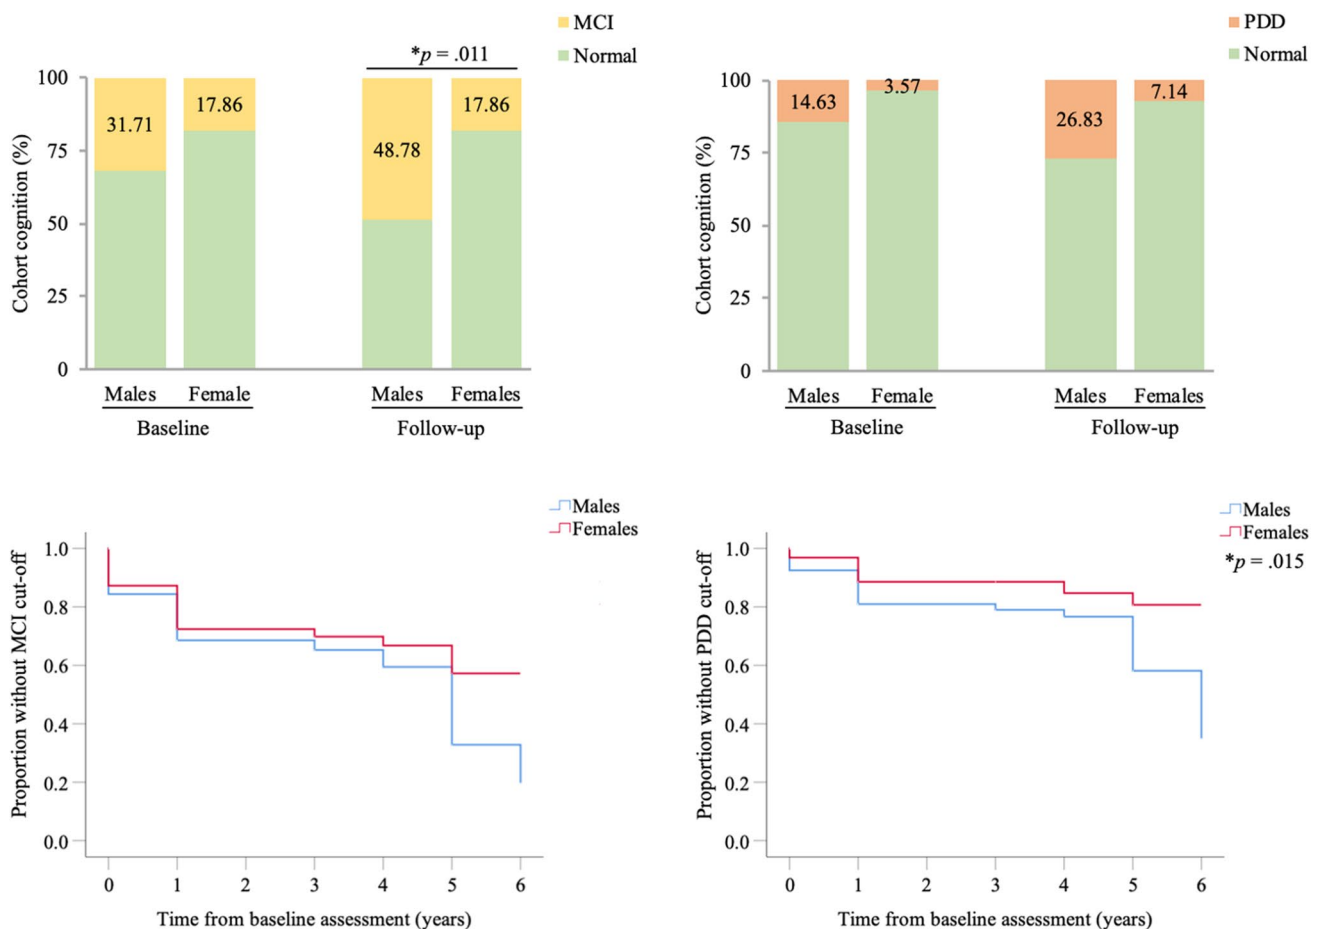 MCI
Normal
*p = .011
100
75
50
25
0
Cohort cognition (%)
31.71
17.86
48.78
17.86
Males Female
Baseline
Males Females
Follow-up
PDD
Normal
100
75
50
25
0
Cohort cognition (%)
14.63
3.57
26.83
7.14
Males Female
Baseline
Males Females
Follow-up
Males
Females
1.0
0.8
0.6
0.4
0.2
0.0
Proportion without MCI cut-off
0 1 2 3 4 5 6
Time from baseline assessment (years)
Males
Females
*p = .015
1.0
0.8
0.6
0.4
0.2
0.0
Proportion without PDD cut-off
0 1 2 3 4 5 6
Time from baseline assessment (years)